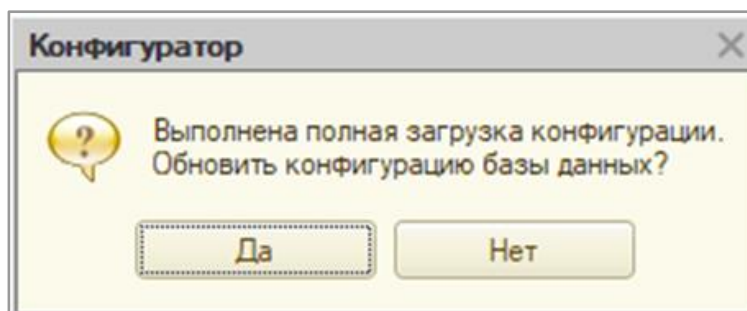 Конфигуратор
Выполнена полная загрузка конфигурации.
Обновить конфигурацию базы данных?
Да
Нет